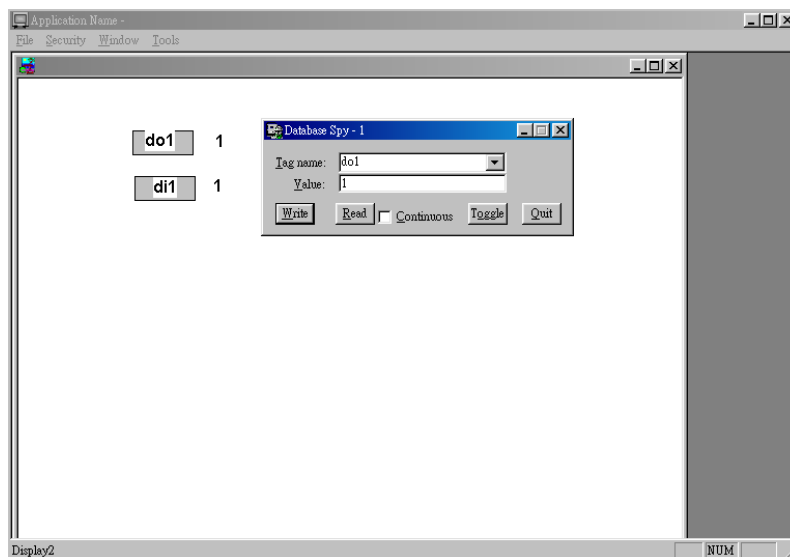 Application Name -
File Security Window Tools
do1 1
di1 1
Database Spy - 1
Tag name: do1
Value: 1
Write Read Continuous Toggle Quit
Display2 NUM